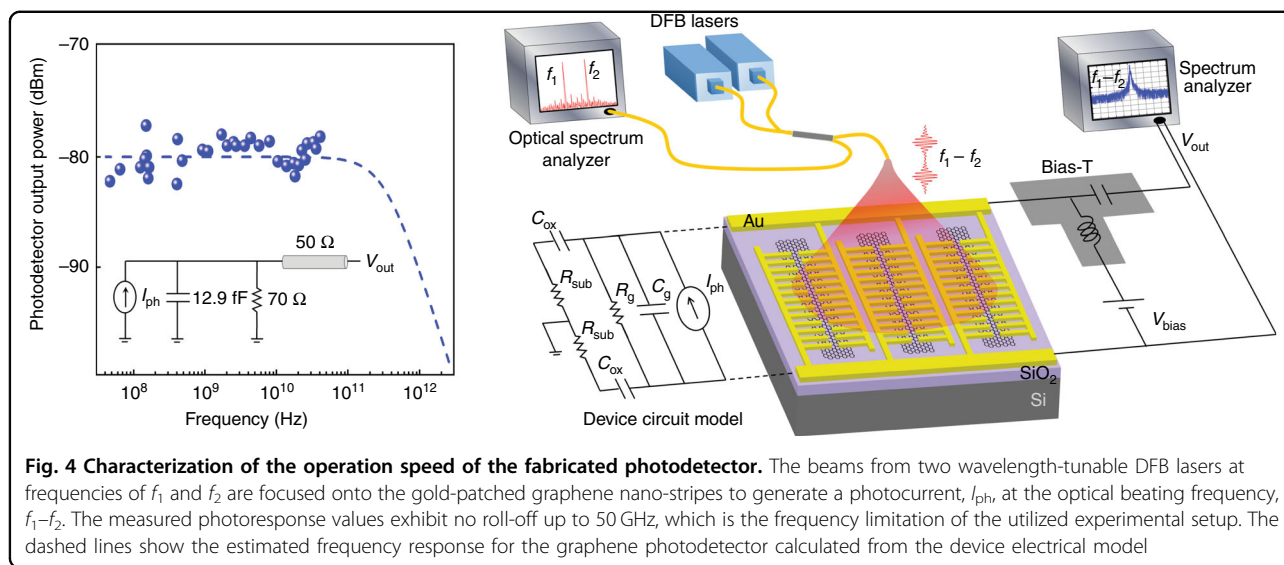 −70
−80
−90
Photodetector output power (dBm)
50 Ω
V_out
I_ph
12.9 fF
70 Ω
10^8
10^9
10^10
10^11
10^12
Frequency (Hz)
DFB lasers
f_1
f_2
Optical spectrum
analyzer
f_1 − f_2
f_1−f_2
Spectrum
analyzer
V_out
Bias-T
V_bias
C_ox
R_sub
R_sub
C_ox
R_g
C_g
I_ph
Device circuit model
Au
SiO_2
Si
Fig. 4 Characterization of the operation speed of the fabricated photodetector. The beams from two wavelength-tunable DFB lasers at
frequencies of f_1 and f_2 are focused onto the gold-patched graphene nano-stripes to generate a photocurrent, I_ph, at the optical beating frequency,
f_1–f_2. The measured photoresponse values exhibit no roll-off up to 50 GHz, which is the frequency limitation of the utilized experimental setup. The
dashed lines show the estimated frequency response for the graphene photodetector calculated from the device electrical model